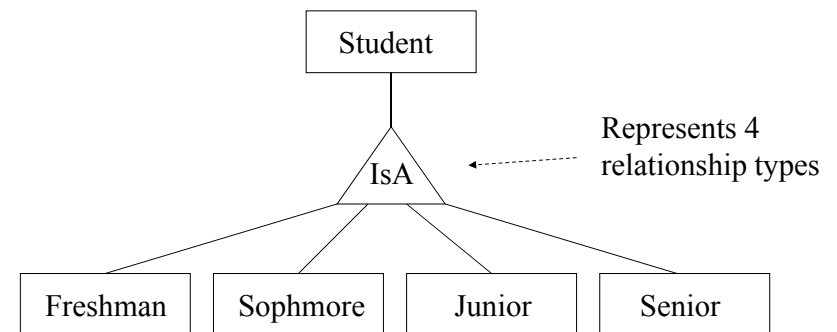 Student
IsA
Represents 4
relationship types
Freshman
Sophmore
Junior
Senior